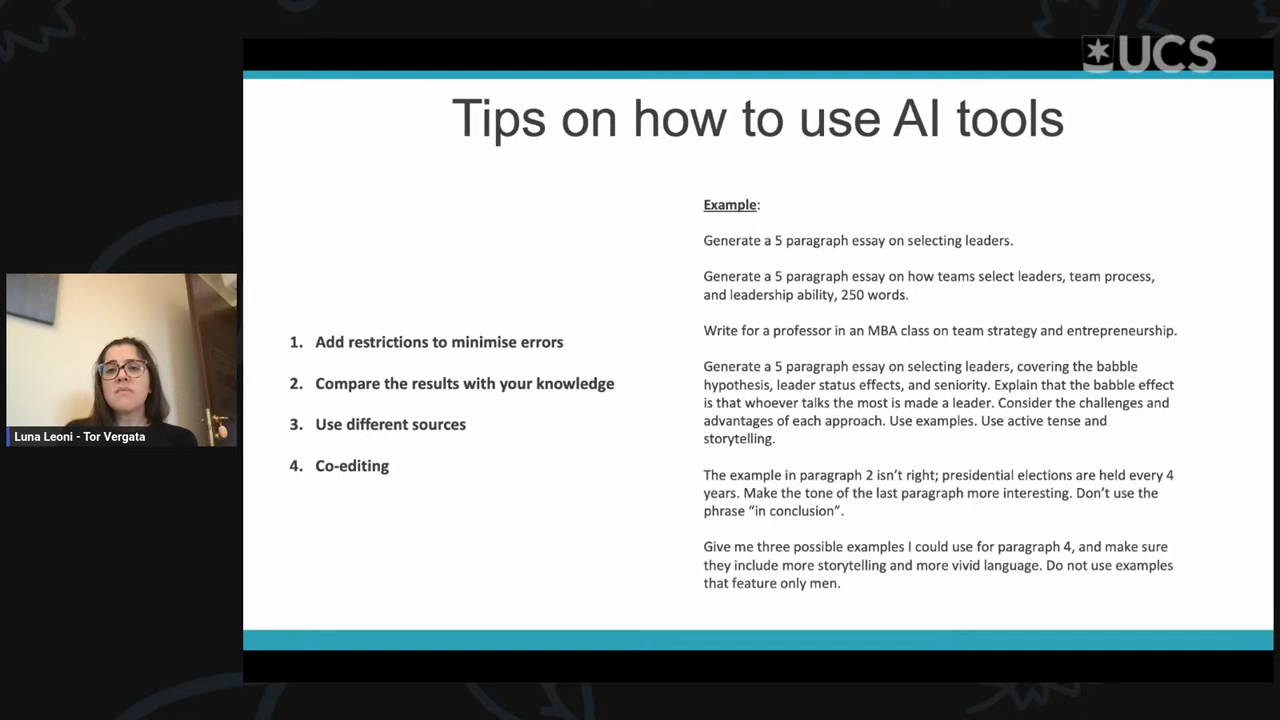 UCS
Tips on how to use AI tools
1. Add restrictions to minimise errors
2. Compare the results with your knowledge
3. Use different sources
4. Co-editing
Example:
Generate a 5 paragraph essay on selecting leaders.
Generate a 5 paragraph essay on how teams select leaders, team process,
and leadership ability, 250 words.
Write for a professor in an MBA class on team strategy and entrepreneurship.
Generate a 5 paragraph essay on selecting leaders, covering the babble
hypothesis, leader status effects, and seniority. Explain that the babble effect
is that whoever talks the most is made a leader. Consider the challenges and
advantages of each approach. Use examples. Use active tense and
storytelling.
The example in paragraph 2 isn’t right; presidential elections are held every 4
years. Make the tone of the last paragraph more interesting. Don’t use the
phrase “in conclusion”.
Give me three possible examples I could use for paragraph 4, and make sure
they include more storytelling and more vivid language. Do not use examples
that feature only men.
Luna Leoni - Tor Vergata